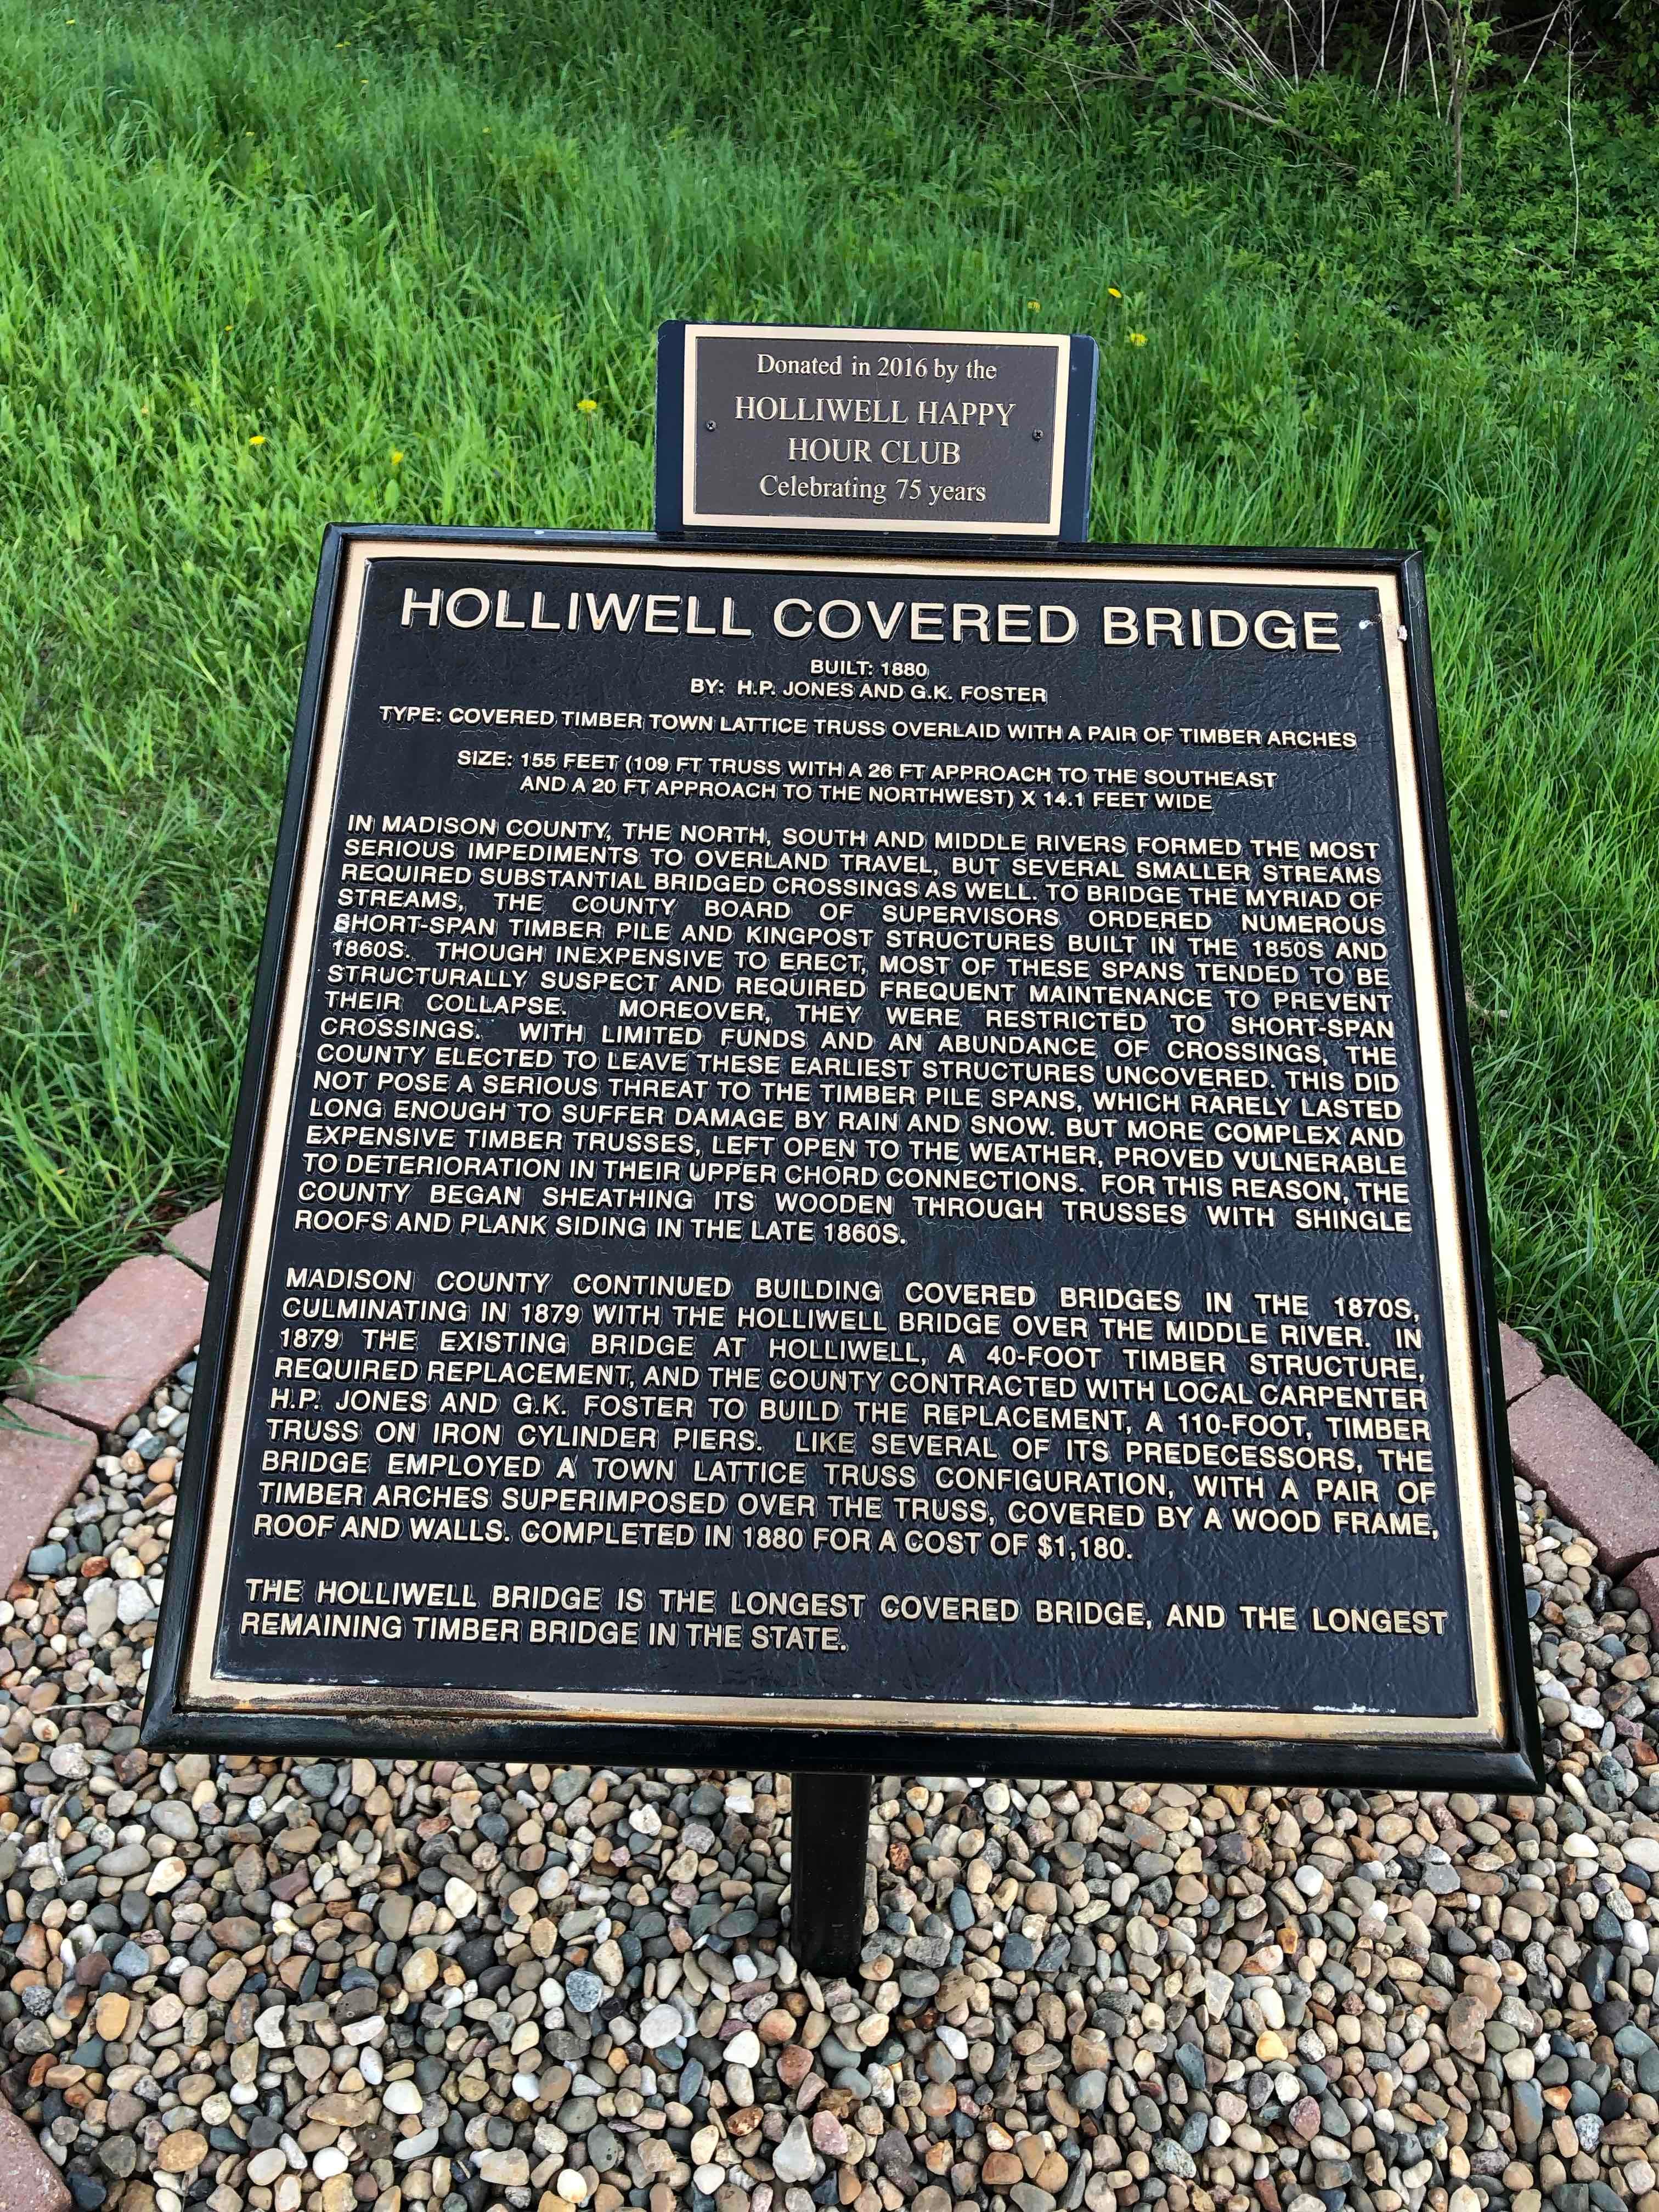 Donated in 2016 by the
HOLLIWELL HAPPY
HOUR CLUB
Celebrating 75 years
HOLLIWELL COVERED BRIDGE
BUILT: 1880
BY: H.P. JONES AND G.K. FOSTER
TYPE: COVERED TIMBER TOWN LATTICE TRUSS OVERLAID WITH A PAIR OF TIMBER ARCHES
SIZE: 155 FEET (109 FT TRUSS WITH A 26 FT APPROACH TO THE SOUTHEAST
AND A 20 FT APPROACH TO THE NORTHWEST) X 14.1 FEET WIDE
IN MADISON COUNTY, THE NORTH, SOUTH AND MIDDLE RIVERS FORMED THE MOST
SERIOUS IMPEDIMENTS TO OVERLAND TRAVEL, BUT SEVERAL SMALLER STREAMS
REQUIRED SUBSTANTIAL BRIDGED CROSSINGS AS WELL. TO BRIDGE THE MYRIAD OF
STREAMS, THE COUNTY BOARD OF SUPERVISORS ORDERED NUMEROUS
SHORT-SPAN TIMBER PILE AND KINGPOST STRUCTURES BUILT IN THE 1850S AND
1860S. THOUGH INEXPENSIVE TO ERECT, MOST OF THESE SPANS TENDED TO BE
STRUCTURALLY SUSPECT AND REQUIRED FREQUENT MAINTENANCE TO PREVENT
THEIR COLLAPSE. MOREOVER, THEY WERE RESTRICTED TO SHORT-SPAN
CROSSINGS. WITH LIMITED FUNDS AND AN ABUNDANCE OF CROSSINGS, THE
COUNTY ELECTED TO LEAVE THESE EARLIEST STRUCTURES UNCOVERED. THIS DID
NOT POSE A SERIOUS THREAT TO THE TIMBER PILE SPANS, WHICH RARELY LASTED
LONG ENOUGH TO SUFFER DAMAGE BY RAIN AND SNOW. BUT MORE COMPLEX AND
EXPENSIVE TIMBER TRUSSES, LEFT OPEN TO THE WEATHER, PROVED VULNERABLE
TO DETERIORATION IN THEIR UPPER CHORD CONNECTIONS. FOR THIS REASON, THE
COUNTY BEGAN SHEATHING ITS WOODEN THROUGH TRUSSES WITH SHINGLE
ROOFS AND PLANK SIDING IN THE LATE 1860S.
MADISON COUNTY CONTINUED BUILDING COVERED BRIDGES IN THE 1870S,
CULMINATING IN 1879 WITH THE HOLLIWELL BRIDGE OVER THE MIDDLE RIVER. IN
1879 THE EXISTING BRIDGE AT HOLLIWELL, A 40-FOOT TIMBER STRUCTURE,
REQUIRED REPLACEMENT, AND THE COUNTY CONTRACTED WITH LOCAL CARPENTER
H.P. JONES AND G.K. FOSTER TO BUILD THE REPLACEMENT, A 110-FOOT, TIMBER
TRUSS ON IRON CYLINDER PIERS. LIKE SEVERAL OF ITS PREDECESSORS, THE
BRIDGE EMPLOYED A TOWN LATTICE TRUSS CONFIGURATION, WITH A PAIR OF
TIMBER ARCHES SUPERIMPOSED OVER THE TRUSS, COVERED BY A WOOD FRAME,
ROOF AND WALLS. COMPLETED IN 1880 FOR A COST OF $1,180.
THE HOLLIWELL BRIDGE IS THE LONGEST COVERED BRIDGE, AND THE LONGEST
REMAINING TIMBER BRIDGE IN THE STATE.